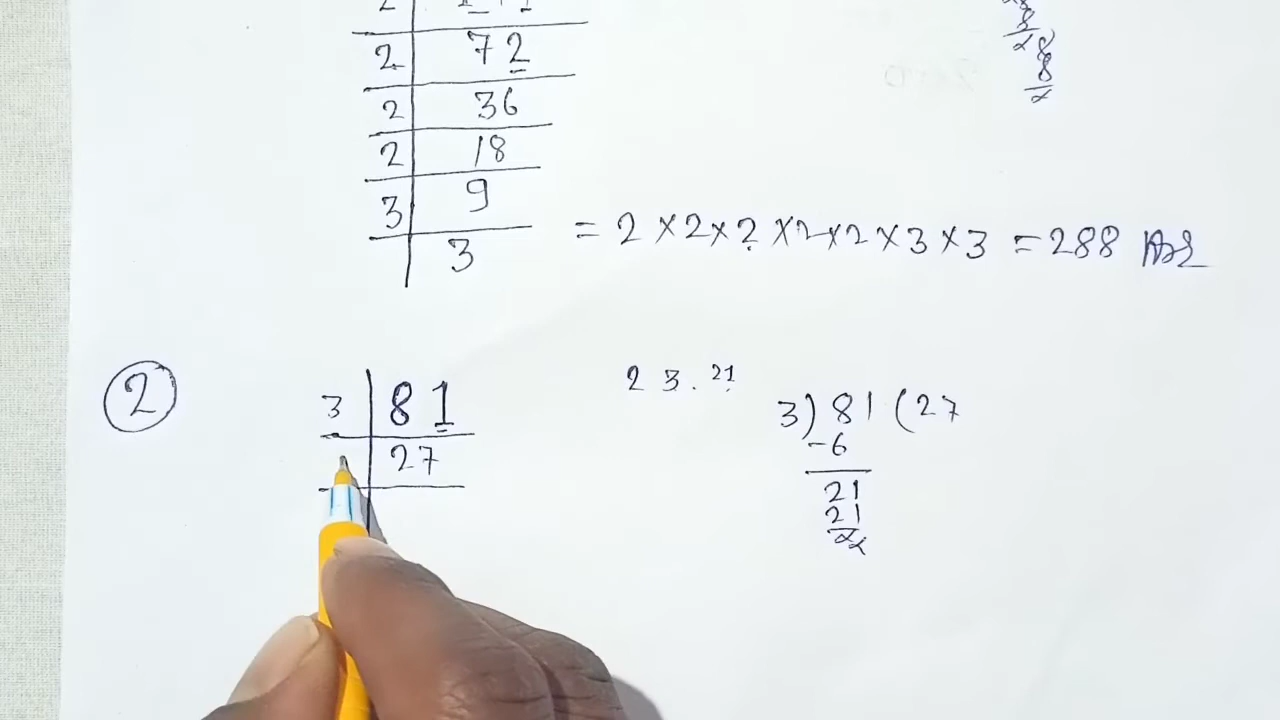 2 | 72
2 | 36
2 | 18
3 | 9
3 = 2 × 2 × 2 × 2 × 2 × 3 × 3 = 288 Ans
2 3 . 21
② 3 | 81
27
3 ) 81 ( 27
-6
21
21